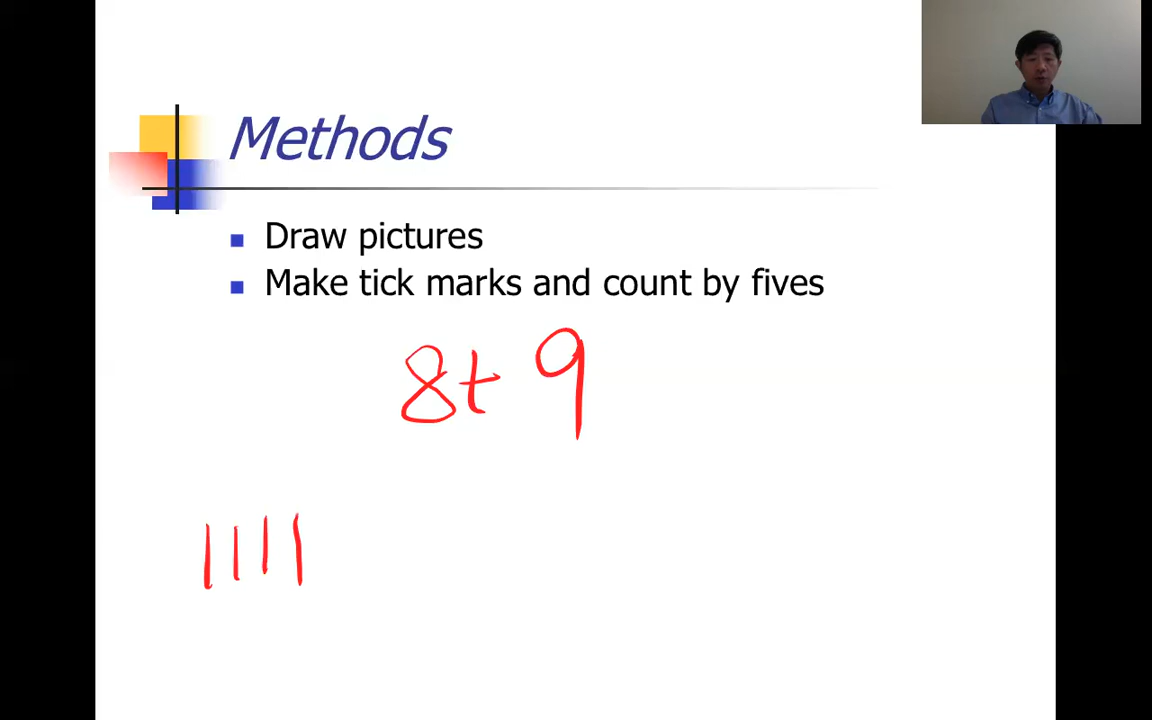 Methods
Draw pictures
Make tick marks and count by fives
8+ 9
||||